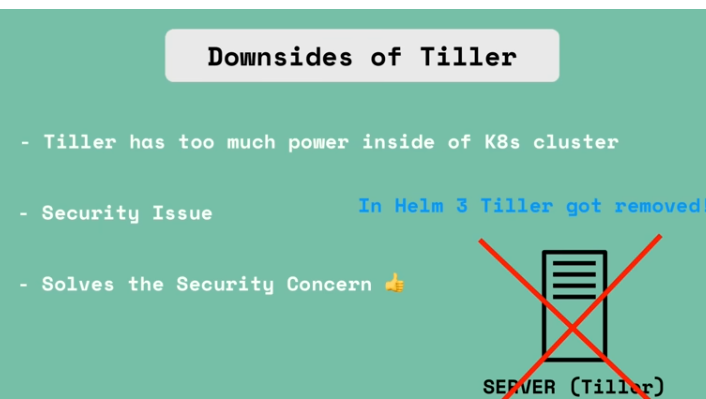 Downsides of Tiller
- Tiller has too much power inside of K8s cluster
In Helm 3 Tiller got removed!
- Security Issue
- Solves the Security Concern 👍
SERVER (Tiller)